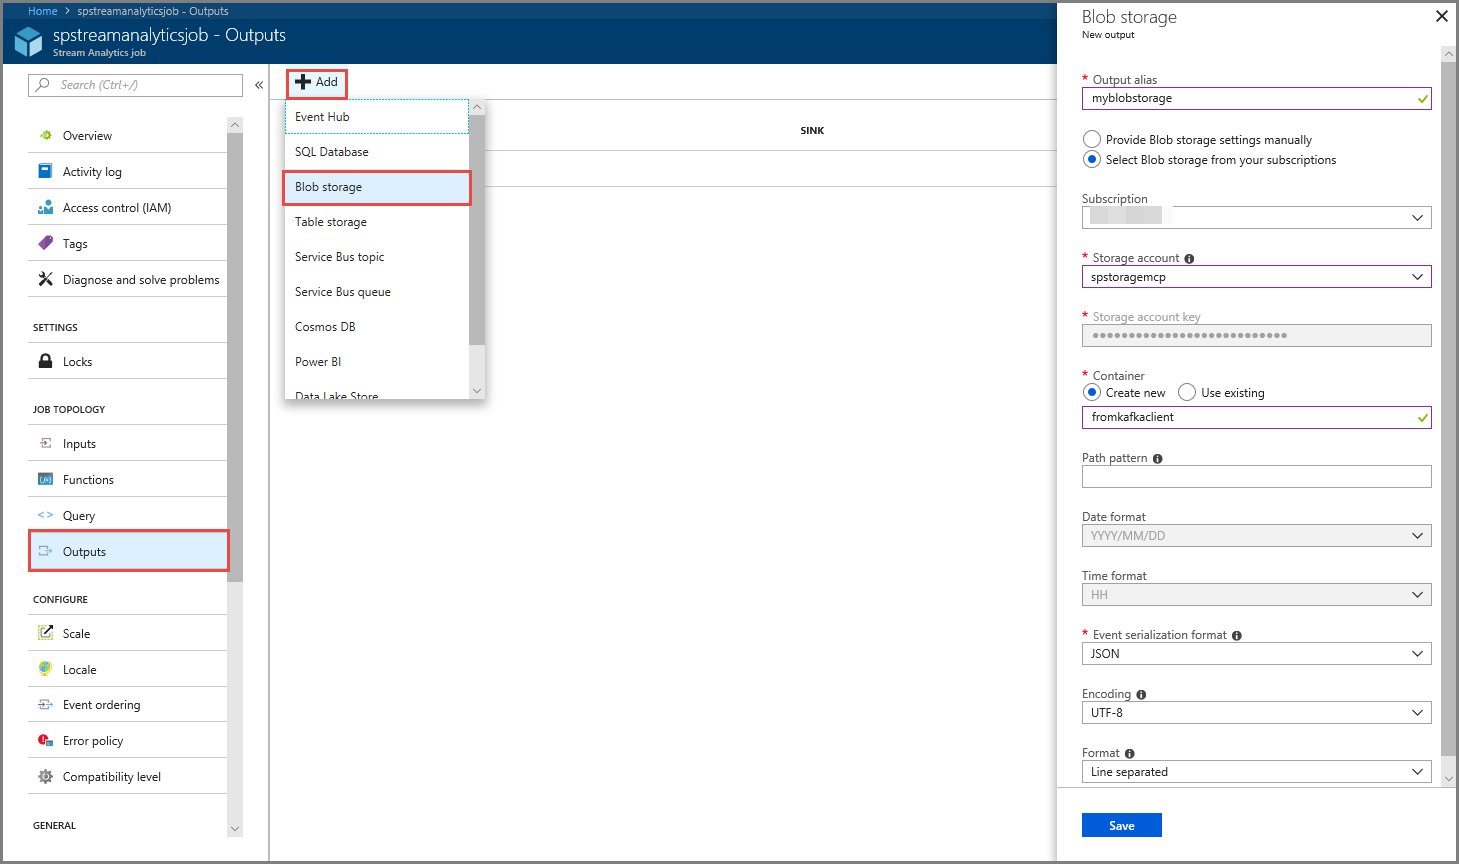 Home > spstreamanalyticsjob - Outputs
spstreamanalyticsjob - Outputs
Stream Analytics job
Search (Ctrl+/)
«
Overview
Activity log
Access control (IAM)
Tags
Diagnose and solve problems
SETTINGS
Locks
JOB TOPOLOGY
Inputs
Functions
Query
Outputs
CONFIGURE
Scale
Locale
Event ordering
Error policy
Compatibility level
GENERAL
Add
Event Hub
SQL Database
Blob storage
Table storage
Service Bus topic
Service Bus queue
Cosmos DB
Power BI
Data Lake Store
SINK
Blob storage
New output
* Output alias
myblobstorage
Provide Blob storage settings manually
Select Blob storage from your subscriptions
Subscription
* Storage account
spstoragemcp
* Storage account key
•••••••••••••••••••••••••••
* Container
Create new Use existing
fromkafkaclient
Path pattern
Date format
YYYY/MM/DD
Time format
HH
* Event serialization format
JSON
Encoding
UTF-8
Format
Line separated
Save